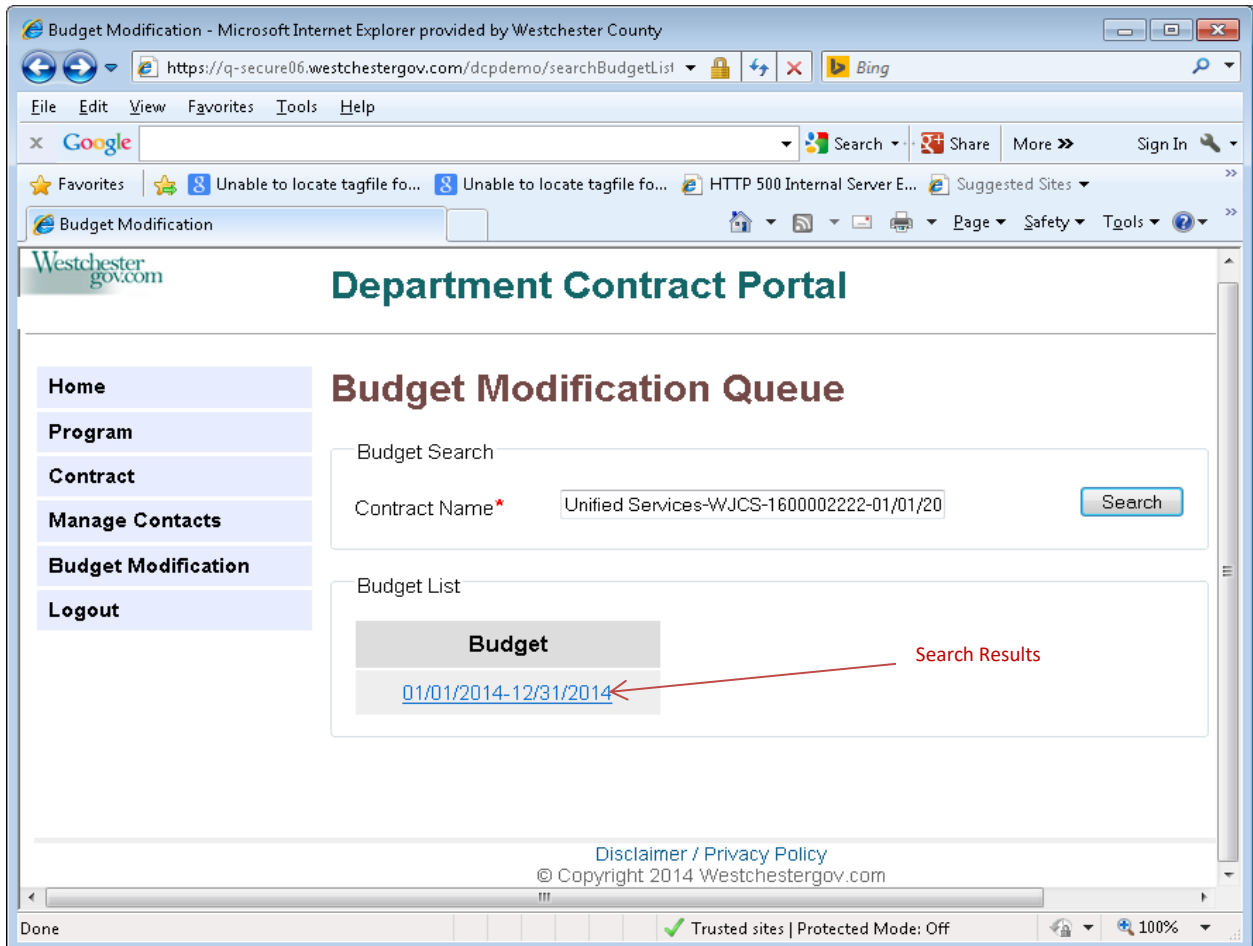 Budget Modification - Microsoft Internet Explorer provided by Westchester County
https://q-secure06.westchestergov.com/dcpdemo/searchBudgetList
Bing
File Edit View Favorites Tools Help
x Google Search Share More >> Sign In
Favorites Unable to locate tagfile fo... Unable to locate tagfile fo... HTTP 500 Internal Server E... Suggested Sites
Budget Modification Page Safety Tools
Westchester
gov.com
Department Contract Portal
Home
Program
Contract
Manage Contacts
Budget Modification
Logout
Budget Modification Queue
Budget Search
Contract Name* Unified Services-WJCS-1600002222-01/01/20 Search
Budget List
Budget
01/01/2014-12/31/2014
Search Results
Disclaimer / Privacy Policy
© Copyright 2014 Westchestergov.com
Done Trusted sites | Protected Mode: Off 100%